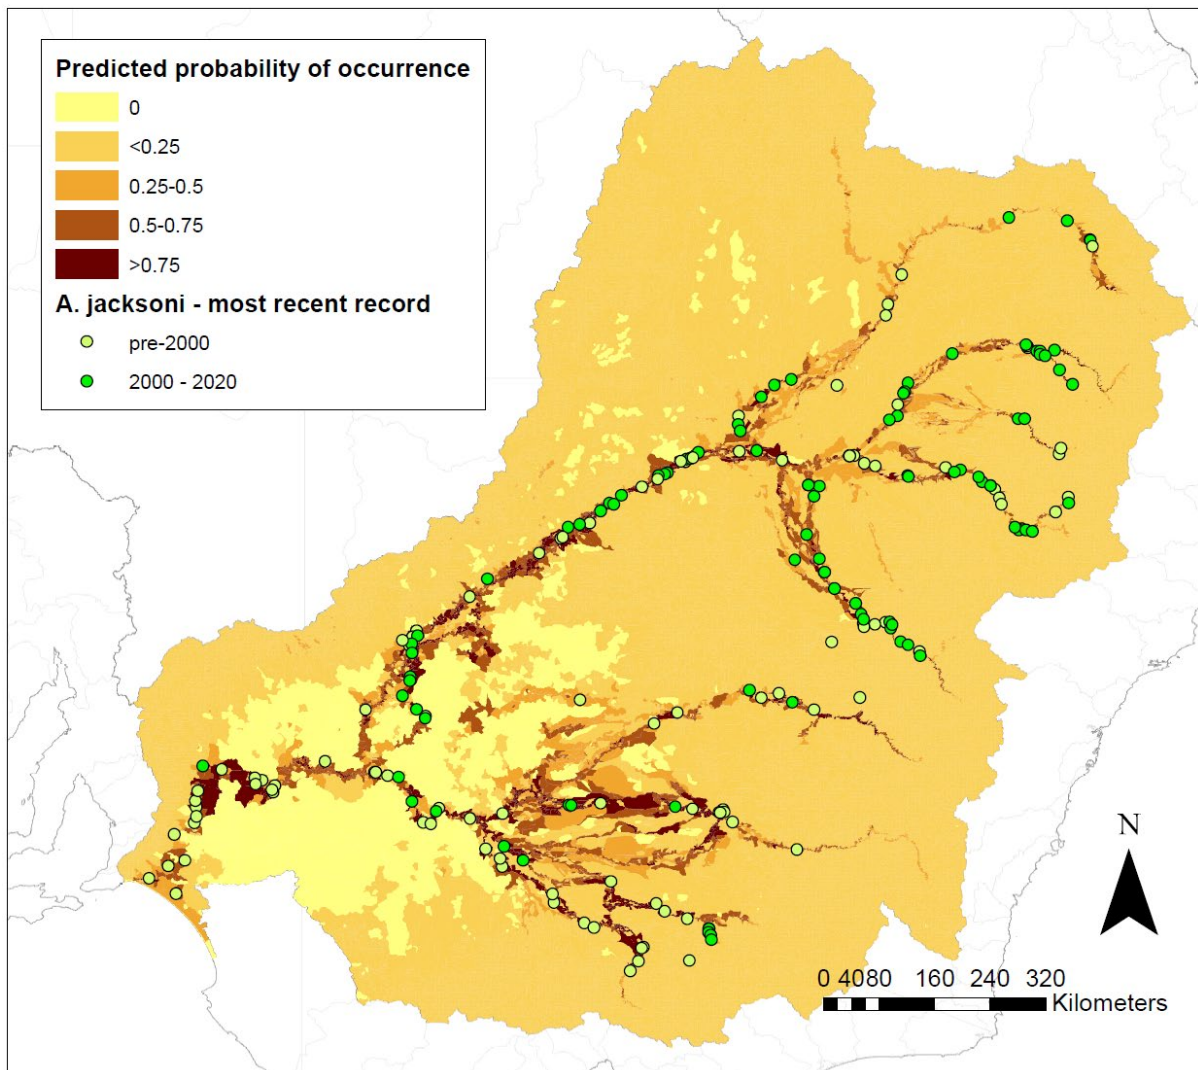 Predicted probability of occurrence
0
<0.25
0.25-0.5
0.5-0.75
>0.75
A. jacksoni - most recent record
pre-2000
2000 - 2020
N
0 4080 160 240 320
Kilometers